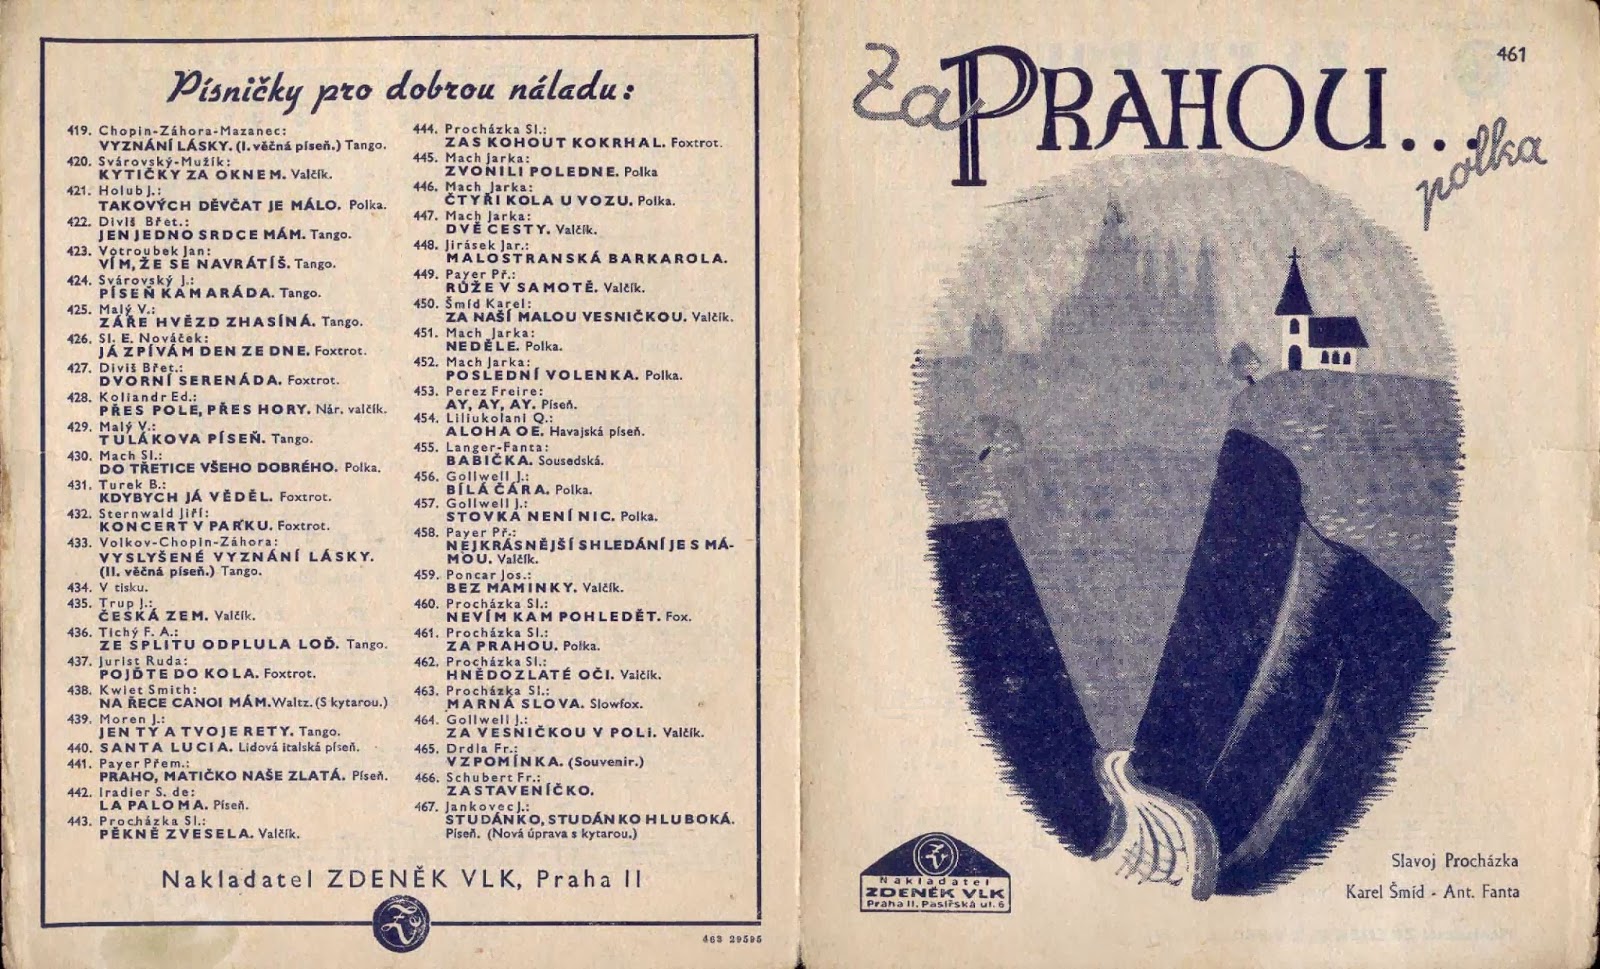 Písničky pro dobrou náladu:
419. Chopin-Záhora-Mazanec:
VYZNÁNÍ LÁSKY. (I. věčná píseň.) Tango.
420. Svárovský-Mužík:
KYTIČKY ZA OKNEM. Valčík.
421. Holub J.:
TAKOVÝCH DĚVČAT JE MÁLO. Polka.
422. Diviš Břet.:
JEN JEDNO SRDCE MÁM. Tango.
423. Votroubek Jan:
VÍM, ŽE SE NAVRÁTÍŠ. Tango.
424. Svárovský J.:
PÍSEŇ KAMARÁDA. Tango.
425. Malý V.:
ZÁŘE HVĚZD ZHASÍNÁ. Tango.
426. Sl. E. Nováček:
JÁ ZPÍVÁM DEN ZE DNE. Foxtrot.
427. Diviš Břet.:
DVORNÍ SERENÁDA. Foxtrot.
428. Koliandr Ed.:
PŘES POLE, PŘES HORY. Nár. valčík.
429. Malý V.:
TULÁKOVA PÍSEŇ. Tango.
430. Mach Sl.:
DO TŘETICE VŠEHO DOBRÉHO. Polka.
431. Turek B.:
KDYBYCH JÁ VĚDĚL. Foxtrot.
432. Sternwald Jiří:
KONCERT V PARKU. Foxtrot.
433. Volkov-Chopin-Záhora:
VYSLYŠENÉ VYZNÁNÍ LÁSKY.
(II. věčná píseň.) Tango.
434. V tisku.
435. Trup J.:
ČESKÁ ZEM. Valčík.
436. Tichý F. A.:
ZE SPLITU ODPLULA LOĎ. Tango.
437. Jurist Ruda:
POJĎTE DO KOLA. Foxtrot.
438. Kwiet Smith:
NA ŘECE CANOI MÁM. Waltz. (S kytarou.)
439. Moren J.:
JEN TY A TVOJE RETY. Tango.
440. SANTA LUCIA. Lidová italská píseň.
441. Payer Přem.:
PRAHO, MATIČKO NAŠE ZLATÁ. Píseň.
442. Iradier S. de:
LA PALOMA. Píseň.
443. Procházka Sl.:
PĚKNĚ ZVESELA. Valčík.
444. Procházka Sl.:
ZAS KOHOUT KOKRHAL. Foxtrot.
445. Mach Jarka:
ZVONILI POLEDNE. Polka
446. Mach Jarka:
ČTYŘI KOLA U VOZU. Polka.
447. Mach Jarka:
DVĚ CESTY. Valčík.
448. Jirásek Jar.:
MALOSTRANSKÁ BARKAROLA.
449. Payer Př.:
RŮŽE V SAMOTĚ. Valčík.
450. Šmíd Karel:
ZA NAŠÍ MALOU VESNIČKOU. Valčík.
451. Mach Jarka:
NEDĚLE. Polka.
452. Mach Jarka:
POSLEDNÍ VOLENKA. Polka.
453. Perez Freire:
AY, AY, AY. Píseň.
454. Liliukolani Q.:
ALOHA OE. Havajská píseň.
455. Langer-Fanta:
BABIČKA. Sousedská.
456. Gollwell J.:
BÍLÁ ČÁRA. Polka.
457. Gollwell J.:
STOVKA NENÍ NIC. Polka.
458. Payer Př.:
NEJKRÁSNĚJŠÍ SHLEDÁNÍ JE S MÁ-
MOU. Valčík.
459. Poncar Jos.:
BEZ MAMINKY. Valčík.
460. Procházka Sl.:
NEVÍM KAM POHLEDĚT. Fox.
461. Procházka Sl.:
ZA PRAHOU. Polka.
462. Procházka Sl.:
HNĚDOZLATÉ OČI. Valčík.
463. Procházka Sl.:
MARNÁ SLOVA. Slowfox.
464. Gollwell J.:
ZA VESNIČKOU V POLI. Valčík.
465. Drdla Fr.:
VZPOMÍNKA. (Souvenir.)
466. Schubert Fr.:
ZASTAVENÍČKO.
467. Jankovec J.:
STUDÁNKO, STUDÁNKO HLUBOKÁ.
Píseň. (Nová úprava s kytarou.)
Nakladatel ZDENĚK VLK, Praha II
463 29595
461
Za PRAHOU...
polka
Nakladatel
ZDENĚK VLK
Praha II. Pasířská ul. 6
Slavoj Procházka
Karel Šmíd - Ant. Fanta